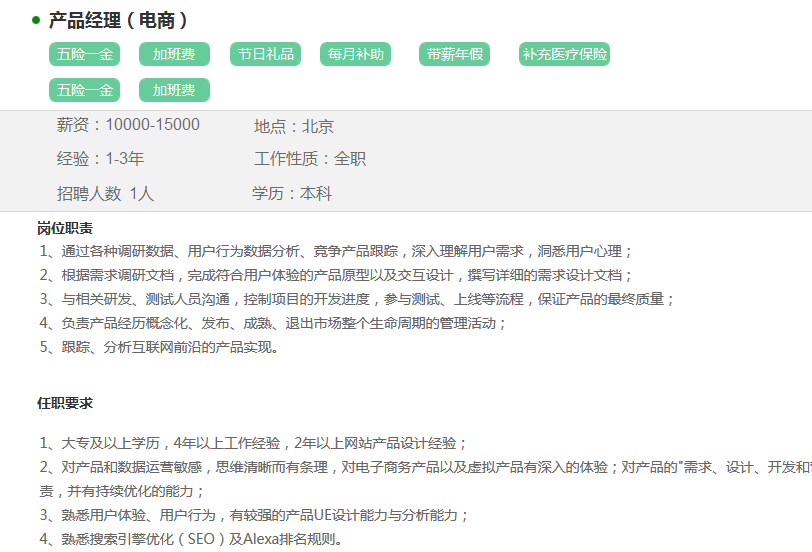 产品经理（电商）
五险一金 加班费 节日礼品 每月补助 带薪年假 补充医疗保险
五险一金 加班费
薪资：10000-15000 地点：北京
经验：1-3年 工作性质：全职
招聘人数 1人 学历：本科
岗位职责
1、通过各种调研数据、用户行为数据分析、竞争产品跟踪，深入理解用户需求，洞悉用户心理；
2、根据需求调研文档，完成符合用户体验的产品原型以及交互设计，撰写详细的需求设计文档；
3、与相关研发、测试人员沟通，控制项目的开发进度，参与测试、上线等流程，保证产品的最终质量；
4、负责产品经历概念化、发布、成熟、退出市场整个生命周期的管理活动；
5、跟踪、分析互联网前沿的产品实现。
任职要求
1、大专及以上学历，4年以上工作经验，2年以上网站产品设计经验；
2、对产品和数据运营敏感，思维清晰而有条理，对电子商务产品以及虚拟产品有深入的体验；对产品的"需求、设计、开发和
责，并有持续优化的能力；
3、熟悉用户体验、用户行为，有较强的产品UE设计能力与分析能力；
4、熟悉搜索引擎优化（SEO）及Alexa排名规则。